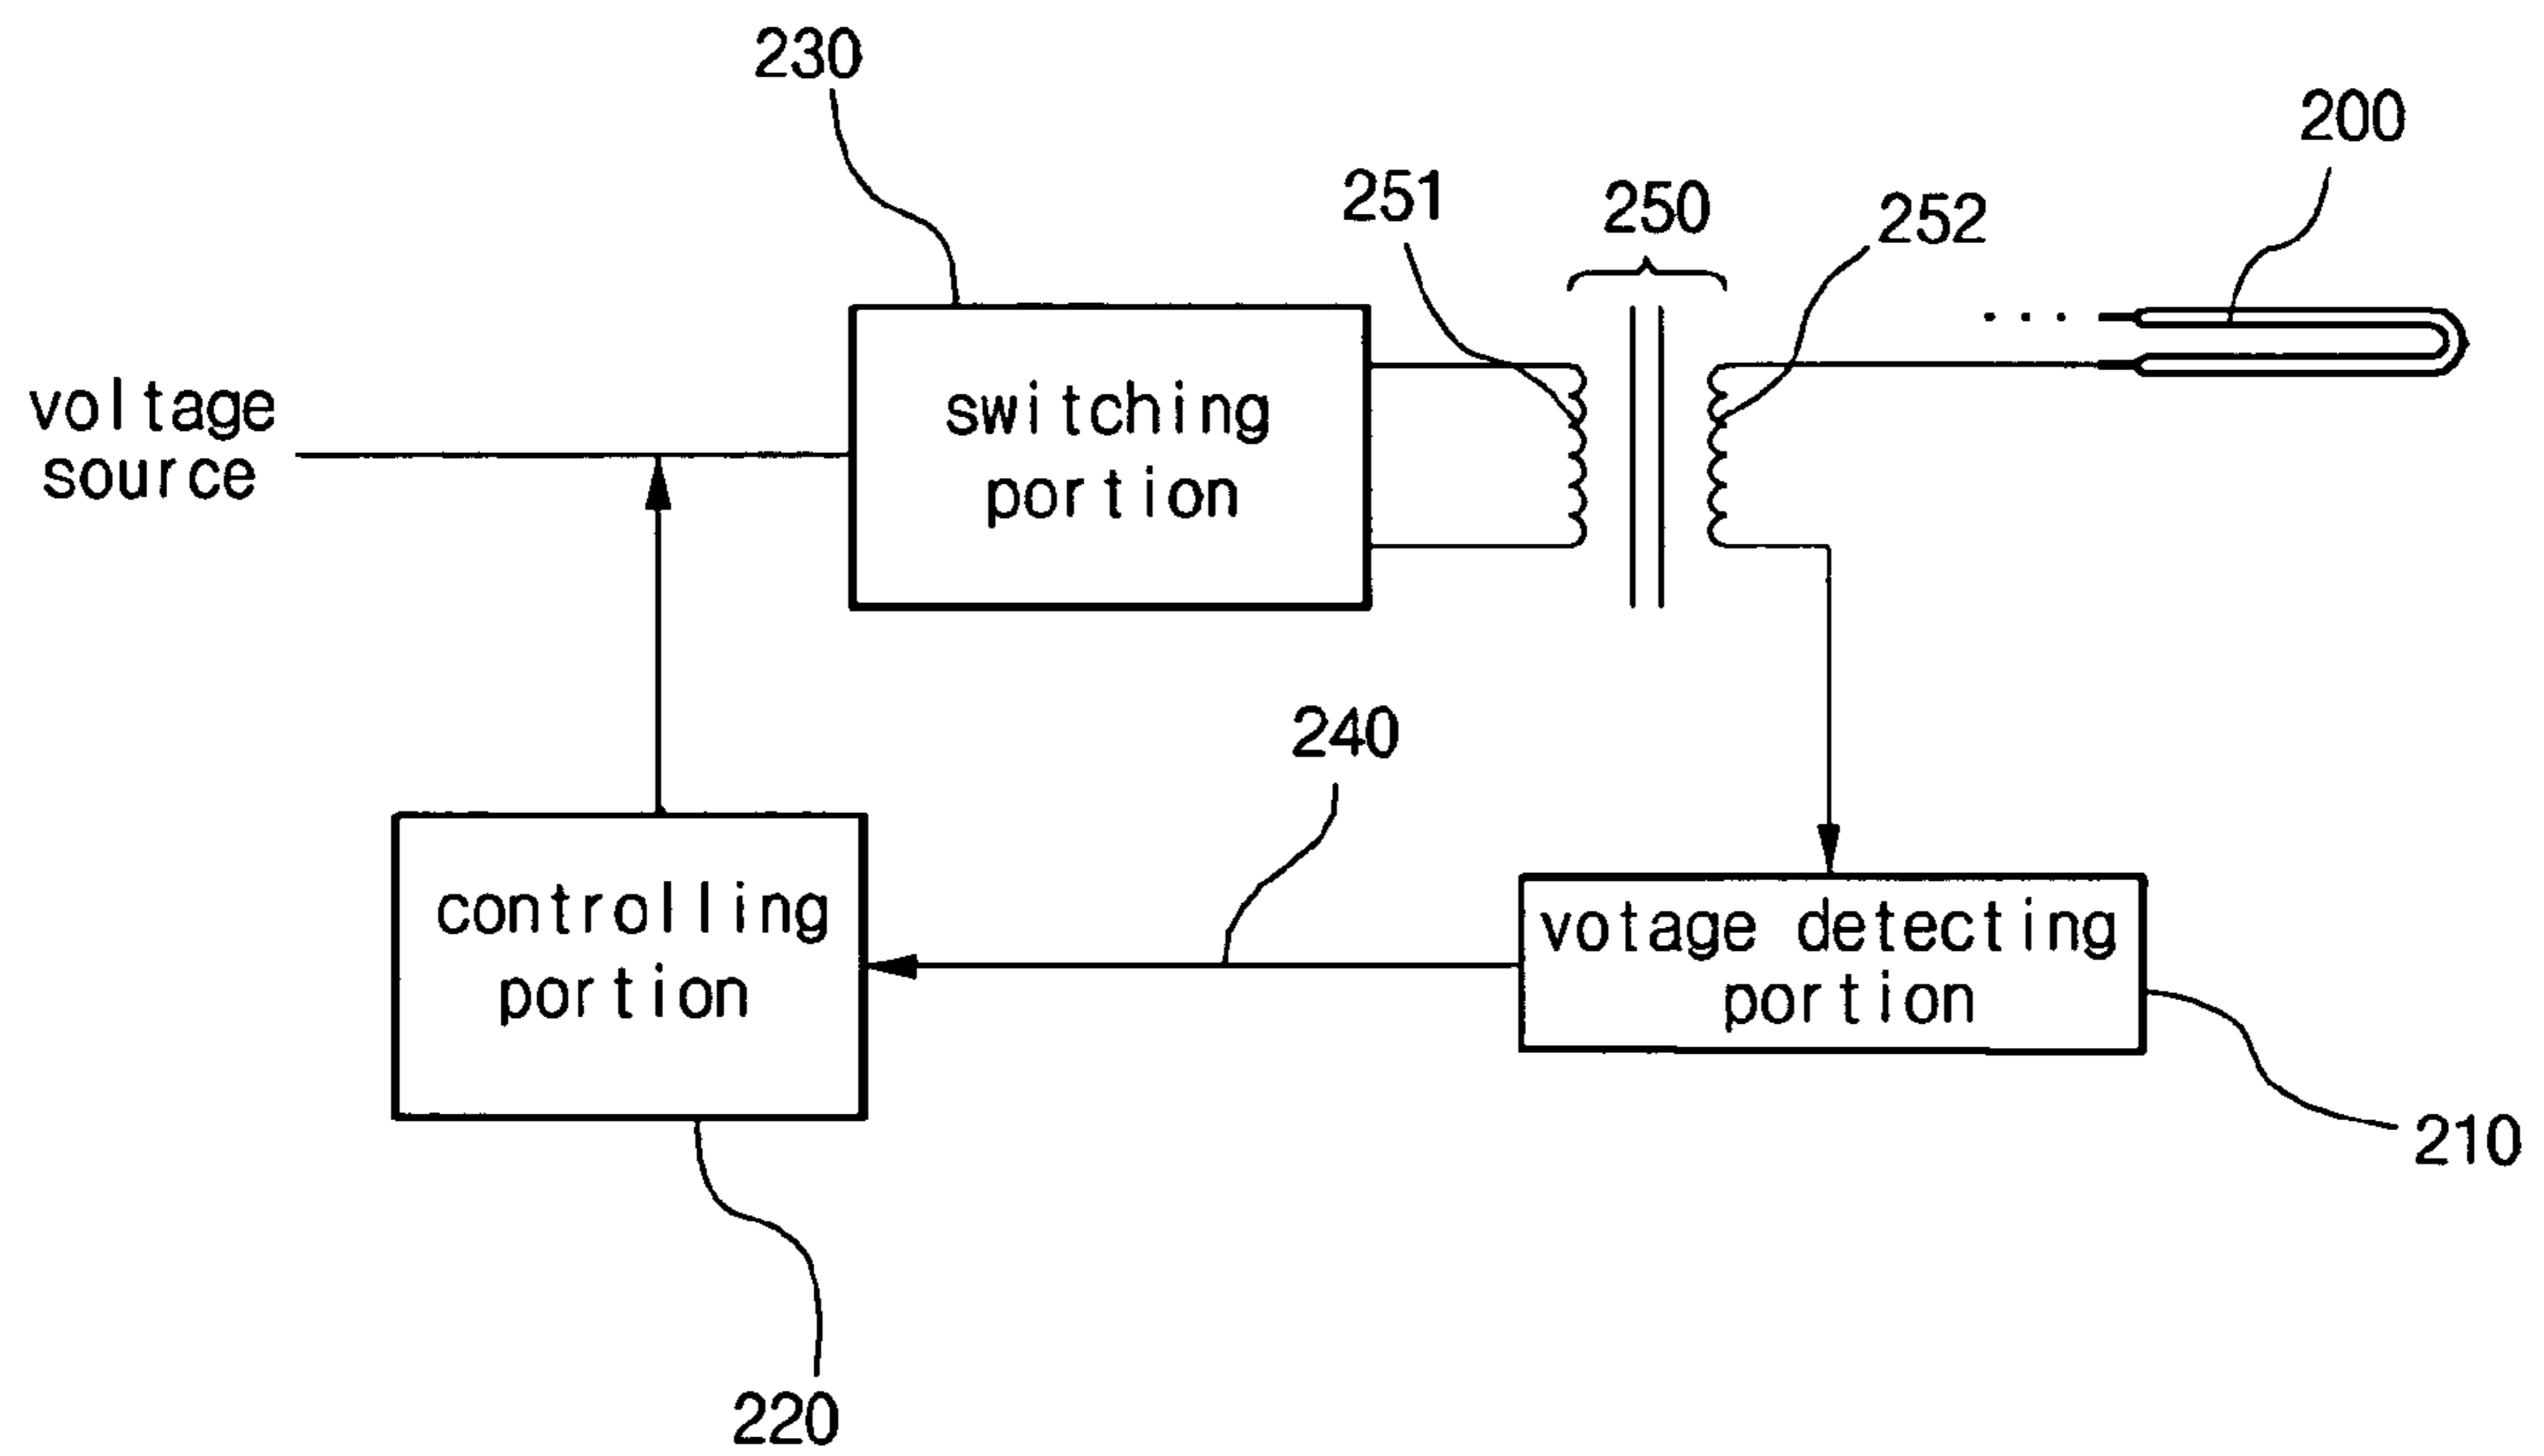 230
200
251
250
252
voltage
source
switching
portion
240
controlling
portion
votage detecting
portion
210
220